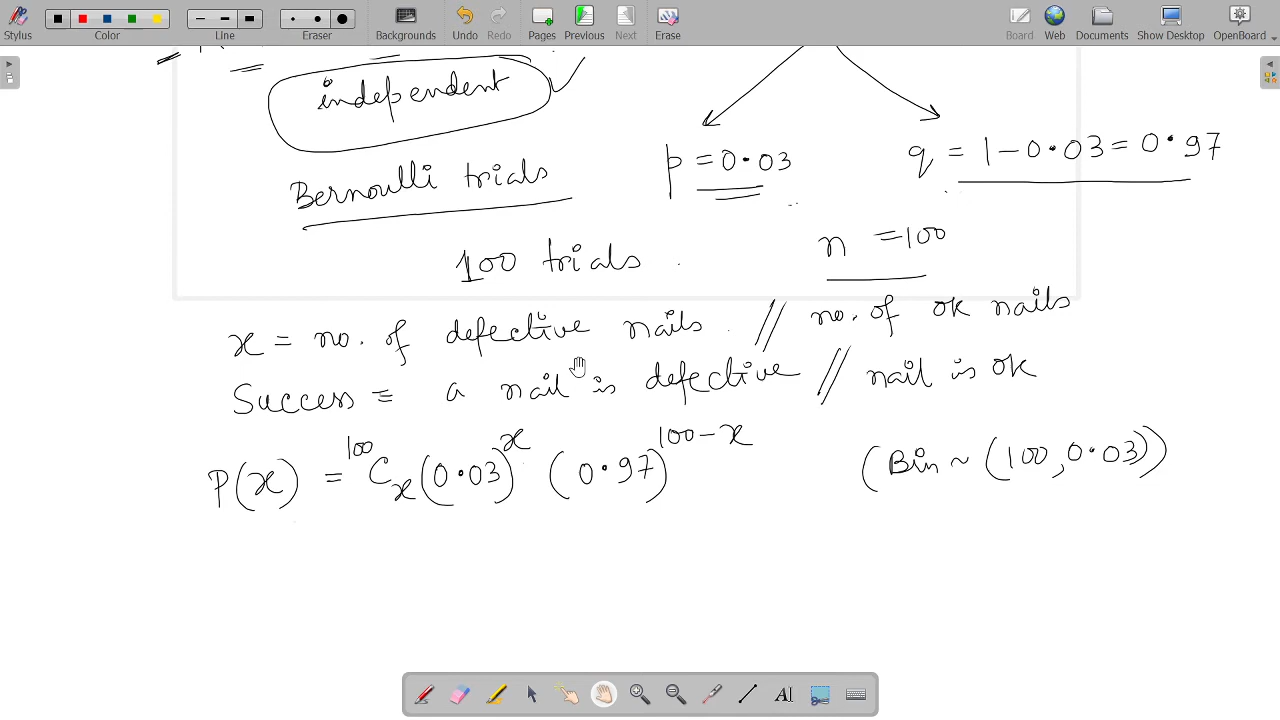 Stylus
Color
Line
Eraser
Backgrounds
Undo
Redo
Pages
Previous
Next
Erase
Board
Web
Show Desktop
OpenBoard
independent
Bernoulli trials
p = 0.03
q = 1 - 0.03 = 0.97
100 trials
n = 100
x = no. of defective nails . // no. of ok nails
Success = a nail is defective // nail is ok
P(x) = ¹⁰⁰Cₓ (0.03)^x (0.97)^(100-x)
(Bin ~ (100, 0.03))